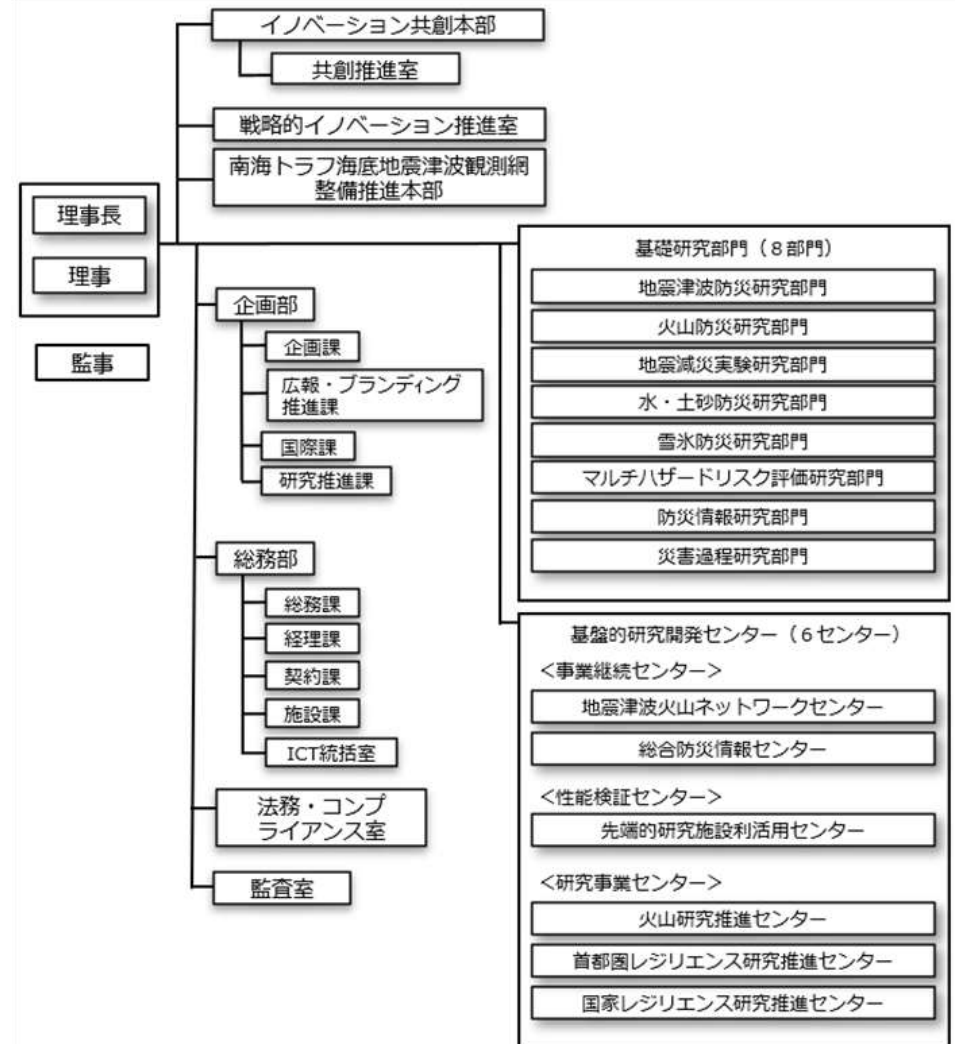 イノベーション共創本部
共創推進室
戦略的イノベーション推進室
南海トラフ海底地震津波観測網
整備推進本部
理事長
理事
監事
企画部
企画課
広報・ブランディング
推進課
国際課
研究推進課
総務部
総務課
経理課
契約課
施設課
ICT統括室
法務・コンプ
ライアンス室
監査室
基礎研究部門（８部門）
地震津波防災研究部門
火山防災研究部門
地震減災実験研究部門
水・土砂防災研究部門
雪氷防災研究部門
マルチハザードリスク評価研究部門
防災情報研究部門
災害過程研究部門
基盤的研究開発センター（６センター）
＜事業継続センター＞
地震津波火山ネットワークセンター
総合防災情報センター
＜性能検証センター＞
先端的研究施設利活用センター
＜研究事業センター＞
火山研究推進センター
首都圏レジリエンス研究推進センター
国家レジリエンス研究推進センター